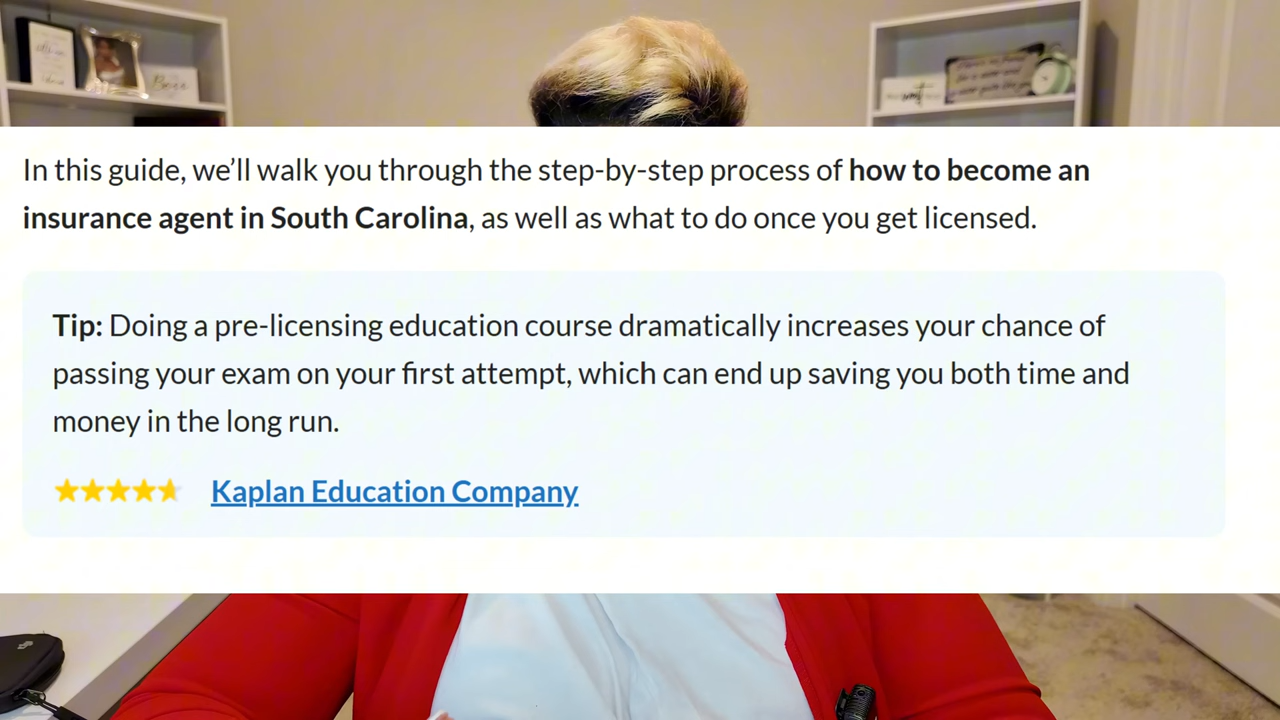 In this guide, we’ll walk you through the step-by-step process of how to become an
insurance agent in South Carolina, as well as what to do once you get licensed.
Tip: Doing a pre-licensing education course dramatically increases your chance of
passing your exam on your first attempt, which can end up saving you both time and
money in the long run.
Kaplan Education Company